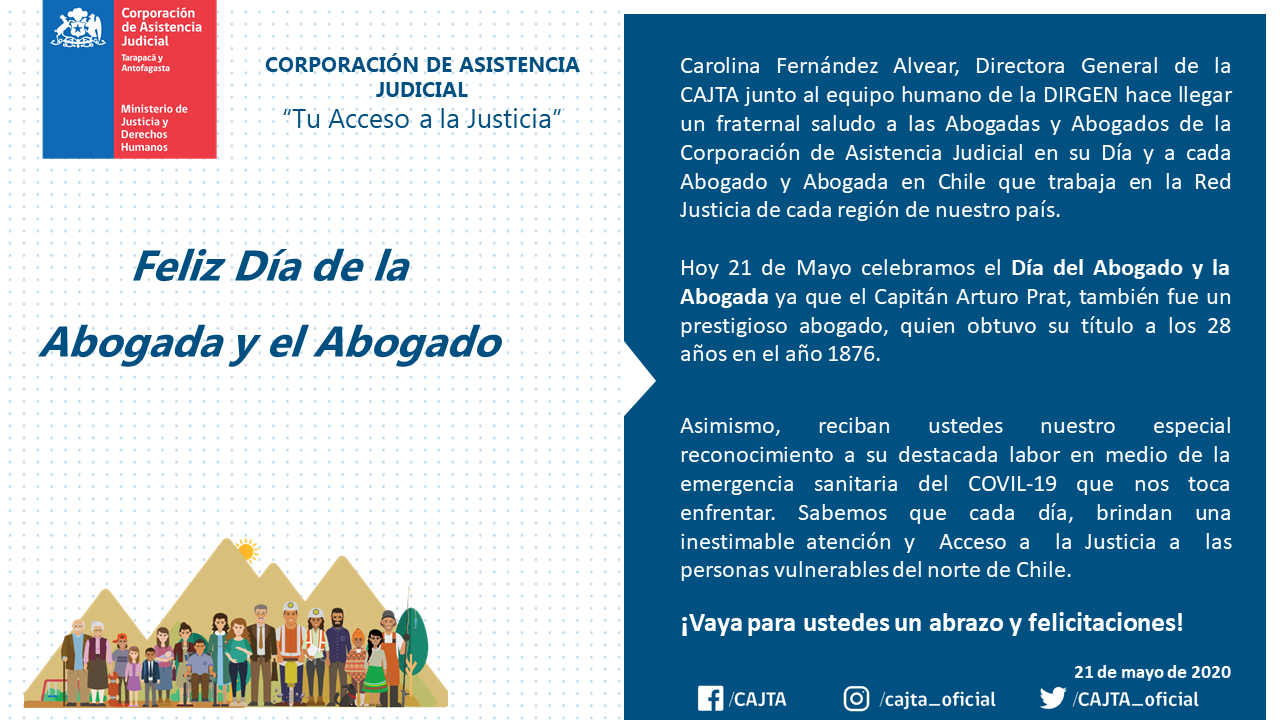 Corporación
de Asistencia
Judicial
Tarapacá y
Antofagasta
Ministerio de
Justicia y
Derechos
Humanos
CORPORACIÓN DE ASISTENCIA
JUDICIAL
“Tu Acceso a la Justicia”
Feliz Día de la
Abogada y el Abogado
Carolina Fernández Alvear, Directora General de la
CAJTA junto al equipo humano de la DIRGEN hace llegar
un fraternal saludo a las Abogadas y Abogados de la
Corporación de Asistencia Judicial en su Día y a cada
Abogado y Abogada en Chile que trabaja en la Red
Justicia de cada región de nuestro país.
Hoy 21 de Mayo celebramos el Día del Abogado y la
Abogada ya que el Capitán Arturo Prat, también fue un
prestigioso abogado, quien obtuvo su título a los 28
años en el año 1876.
Asimismo, reciban ustedes nuestro especial
reconocimiento a su destacada labor en medio de la
emergencia sanitaria del COVIL-19 que nos toca
enfrentar. Sabemos que cada día, brindan una
inestimable atención y Acceso a la Justicia a las
personas vulnerables del norte de Chile.
¡Vaya para ustedes un abrazo y felicitaciones!
21 de mayo de 2020
/CAJTA
/cajta_oficial
/CAJTA_oficial